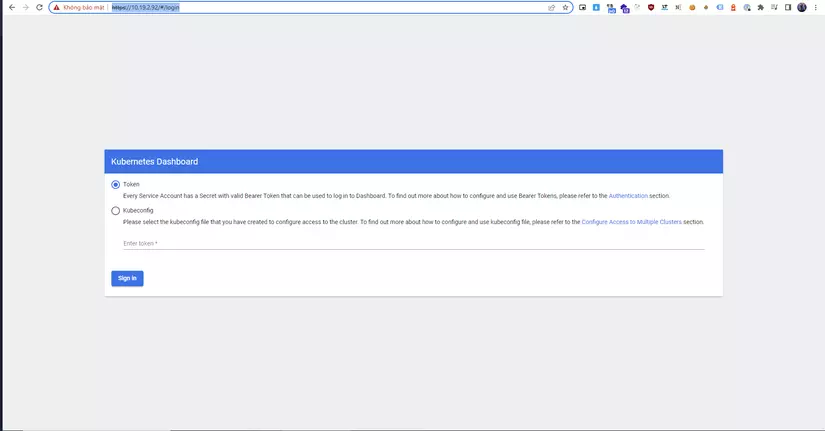 Không bảo mật https://10.19.2.92/#/login
Kubernetes Dashboard
Token
Every Service Account has a Secret with valid Bearer Token that can be used to log in to Dashboard. To find out more about how to configure and use Bearer Tokens, please refer to the Authentication section.
Kubeconfig
Please select the kubeconfig file that you have created to configure access to the cluster. To find out more about how to configure and use kubeconfig file, please refer to the Configure Access to Multiple Clusters section.
Enter token *
Sign in